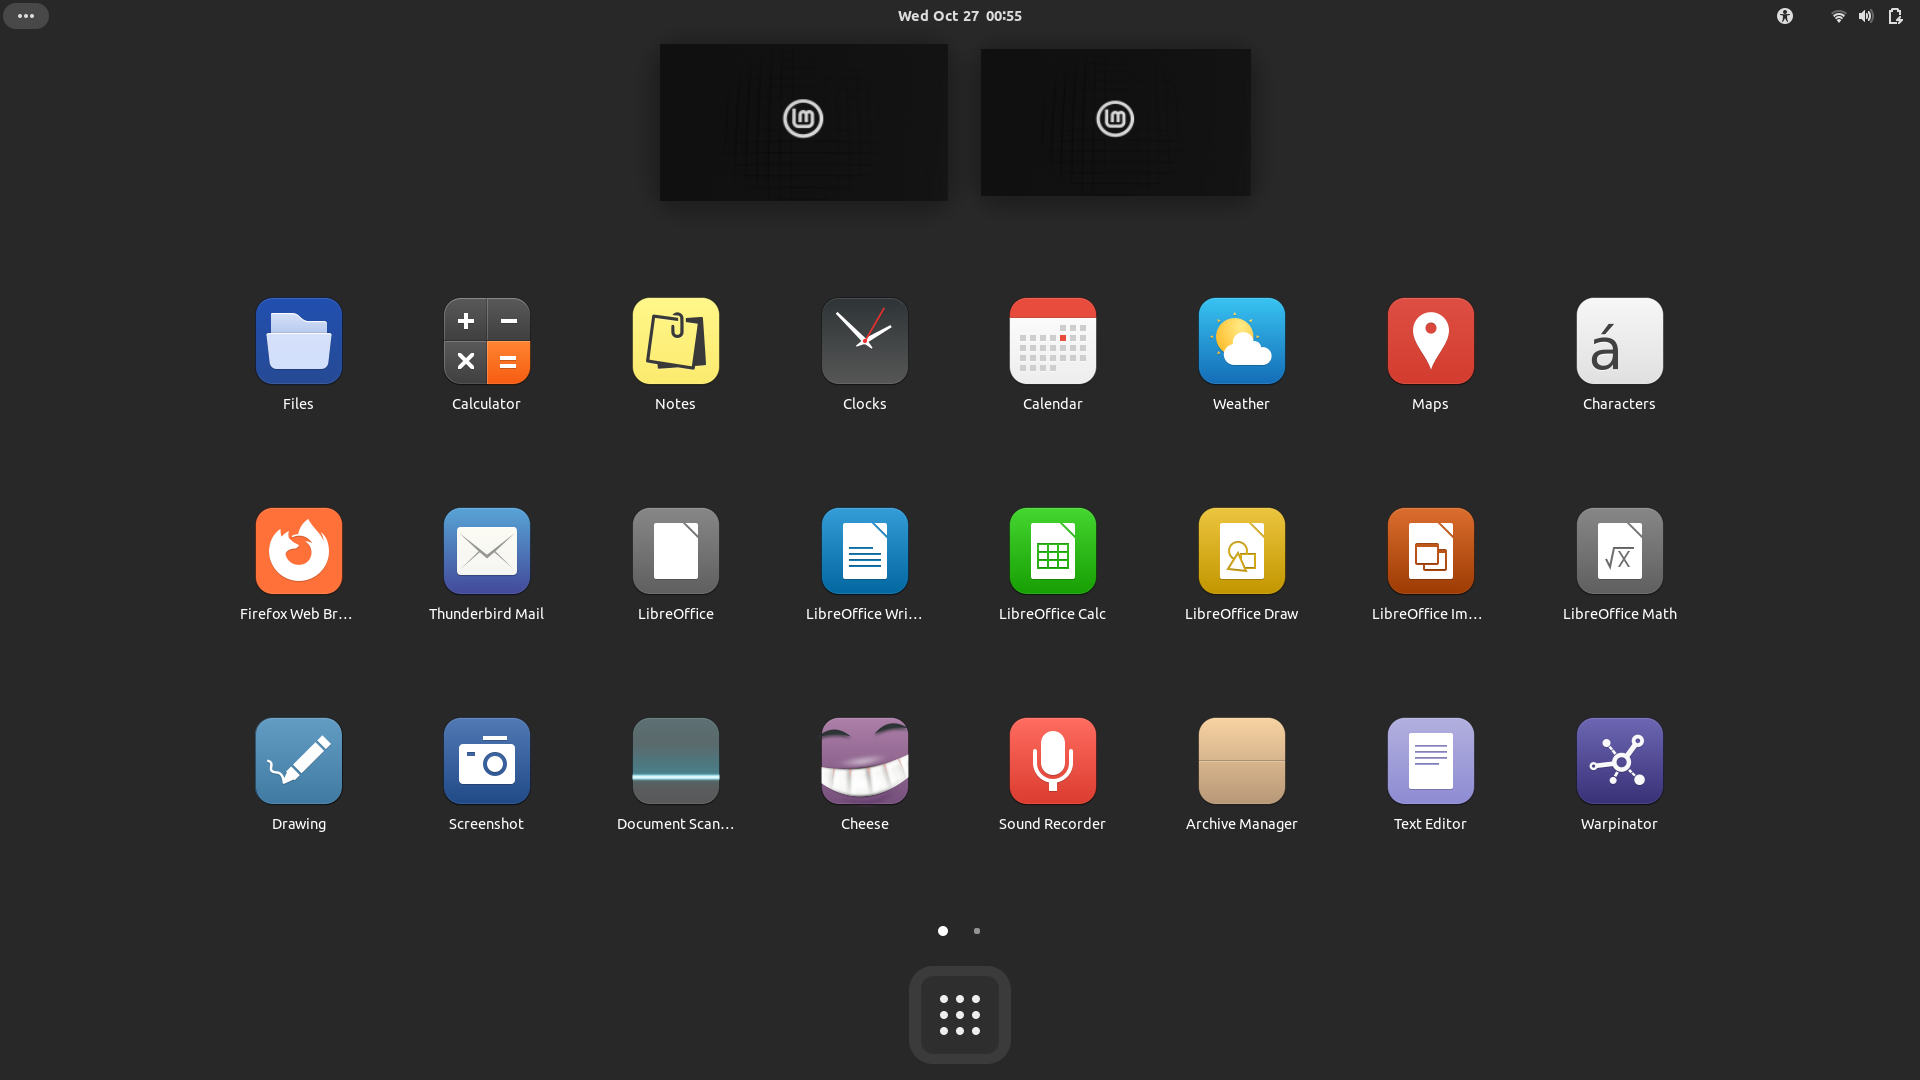 Wed Oct 27 00:55
Files
Calculator
Notes
Clocks
Calendar
Weather
Maps
á
Characters
Firefox Web Br…
Thunderbird Mail
LibreOffice
LibreOffice Wri…
LibreOffice Calc
LibreOffice Draw
LibreOffice Im…
√X
LibreOffice Math
Drawing
Screenshot
Document Scan…
Cheese
Sound Recorder
Archive Manager
Text Editor
Warpinator